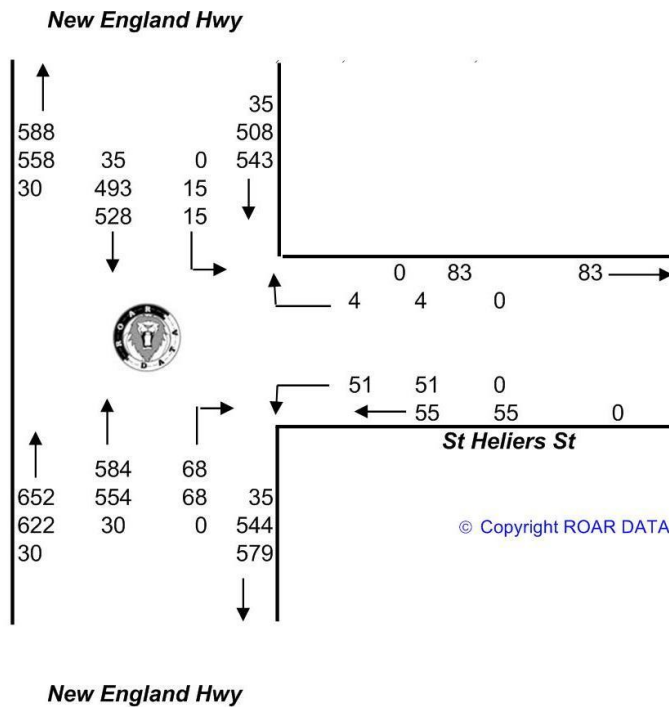 New England Hwy
35
588 508
558 35 0 543
30 493 15
528 15
0 83 83
4 4 0
ROAR DATA
51 51 0
55 55 0
St Heliers St
584 68
652 554 68 35
622 30 0 544
30 579
© Copyright ROAR DATA
New England Hwy